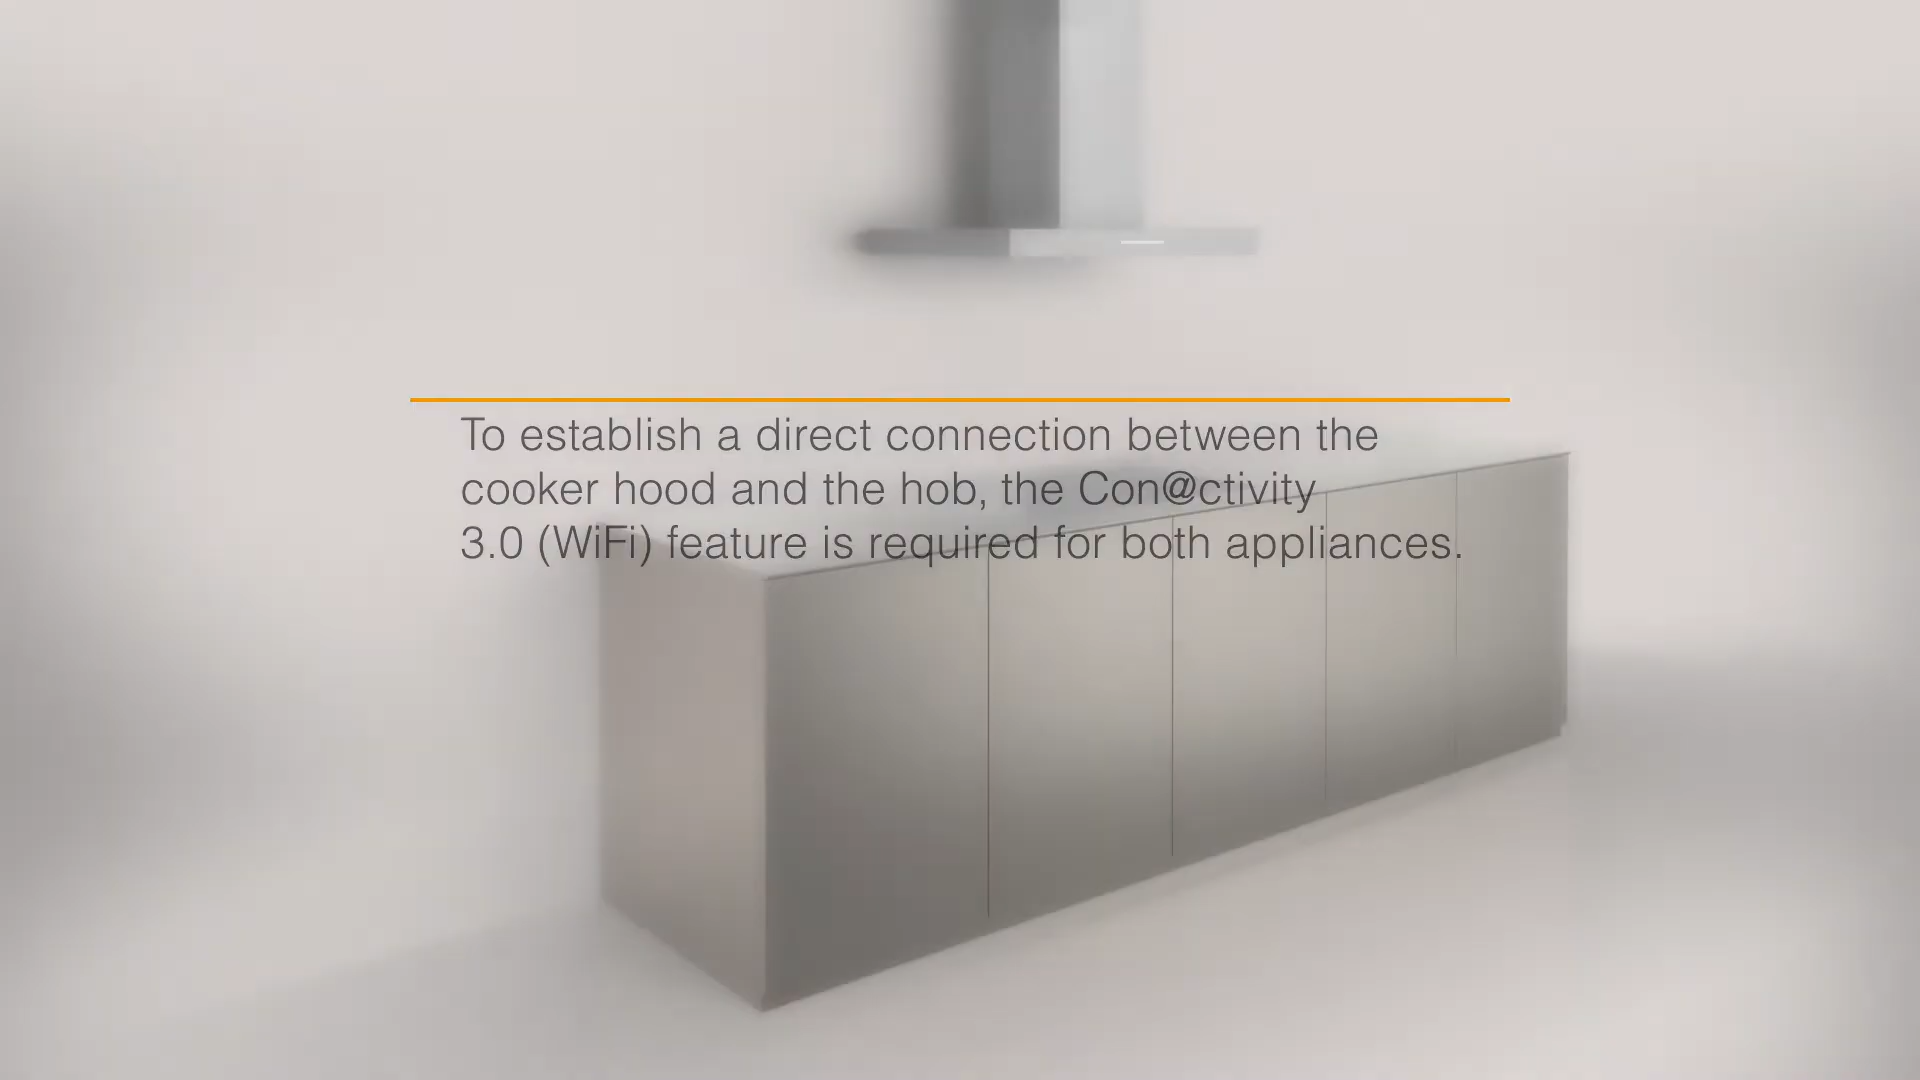 To establish a direct connection between the
cooker hood and the hob, the Con@ctivity
3.0 (WiFi) feature is required for both appliances.